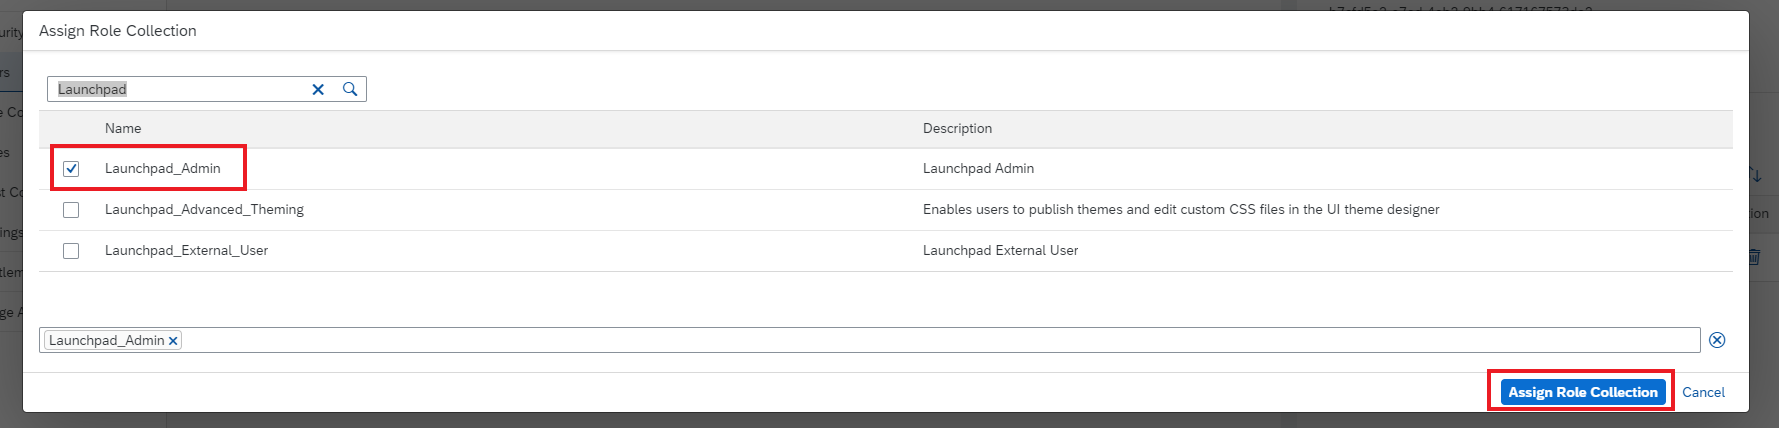 Assign Role Collection
Launchpad
Name Description
Launchpad_Admin Launchpad Admin
Launchpad_Advanced_Theming Enables users to publish themes and edit custom CSS files in the UI theme designer
Launchpad_External_User Launchpad External User
Launchpad_Admin
Assign Role Collection Cancel